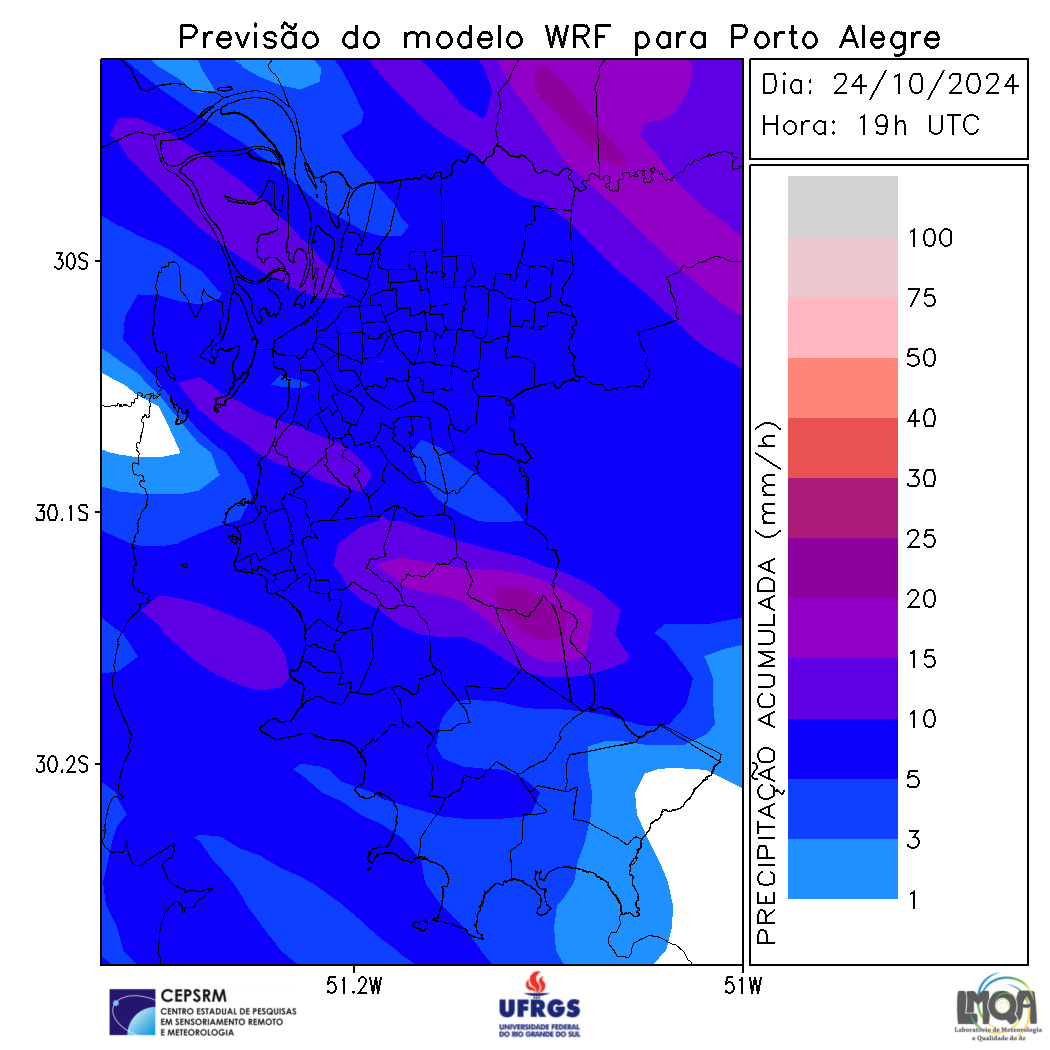 Previsão do modelo WRF para Porto Alegre
Dia: 24/10/2024
Hora: 19h UTC
30S
30.1S
30.2S
51.2W
51W
PRECIPITAÇÃO ACUMULADA (mm/h)
100
75
50
40
30
25
20
15
10
5
3
1
CEPSRM
CENTRO ESTADUAL DE PESQUISAS
EM SENSORIAMENTO REMOTO
E METEOROLOGIA
UFRGS
UNIVERSIDADE FEDERAL
DO RIO GRANDE DO SUL
LMQA
Laboratório de Meteorologia
e Qualidade do Ar